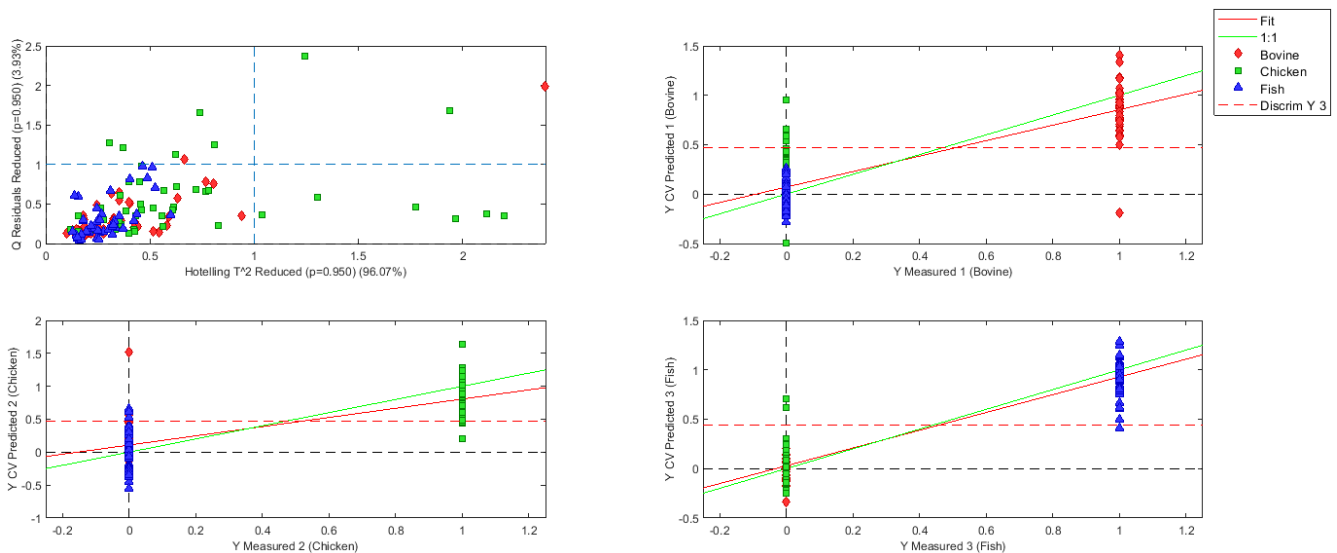 Q Residuals Reduced (p=0.950) (3.93%)
2.5
2
1.5
1
0.5
0
0 0.5 1 1.5 2
Hotelling T^2 Reduced (p=0.950) (96.07%)
Y CV Predicted 1 (Bovine)
1.5
1
0.5
0
-0.5
-0.2 0 0.2 0.4 0.6 0.8 1 1.2
Y Measured 1 (Bovine)
Fit
1:1
Bovine
Chicken
Fish
Discrim Y 3
Y CV Predicted 2 (Chicken)
2
1.5
1
0.5
0
-0.5
-1
-0.2 0 0.2 0.4 0.6 0.8 1 1.2
Y Measured 2 (Chicken)
Y CV Predicted 3 (Fish)
1.5
1
0.5
0
-0.5
-0.2 0 0.2 0.4 0.6 0.8 1 1.2
Y Measured 3 (Fish)